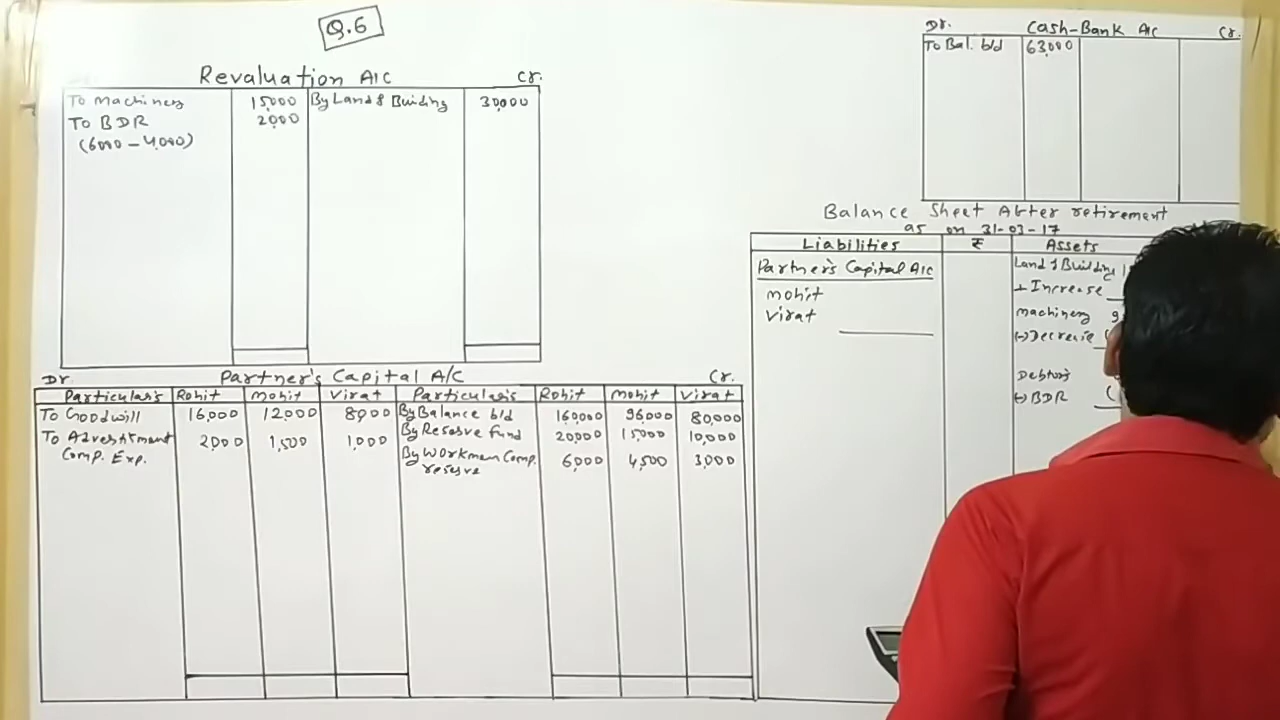 Q.6
Revaluation A/C Cr.
To Machinery 15,000 By Land & Buiding 30,000
To BDR 2,000
(6000 – 4,000)
Dr. Cash-Bank A/C Cr.
To Bal. b/d 63,000
Balance Sheet After retirement
as on 31-03-17
Liabilities ₹ Assets
Partner's Capital A/C Land & Building
Mohit + Increase
Virat Machinery 9
(-) Decrease
Debtors
(-) BDR (
Dr. Partner's Capital A/C Cr.
Particulars Rohit Mohit Virat Particulars Rohit Mohit Virat
To Goodwill 16,000 12,000 8,000 By Balance b/d 160,000 96,000 80,000
To Advertitment 2,000 1,500 1,000 By Reserve fund 20,000 15,000 10,000
Comp. Exp. By Workmen Comp. 6,000 4,500 3,000
reserve